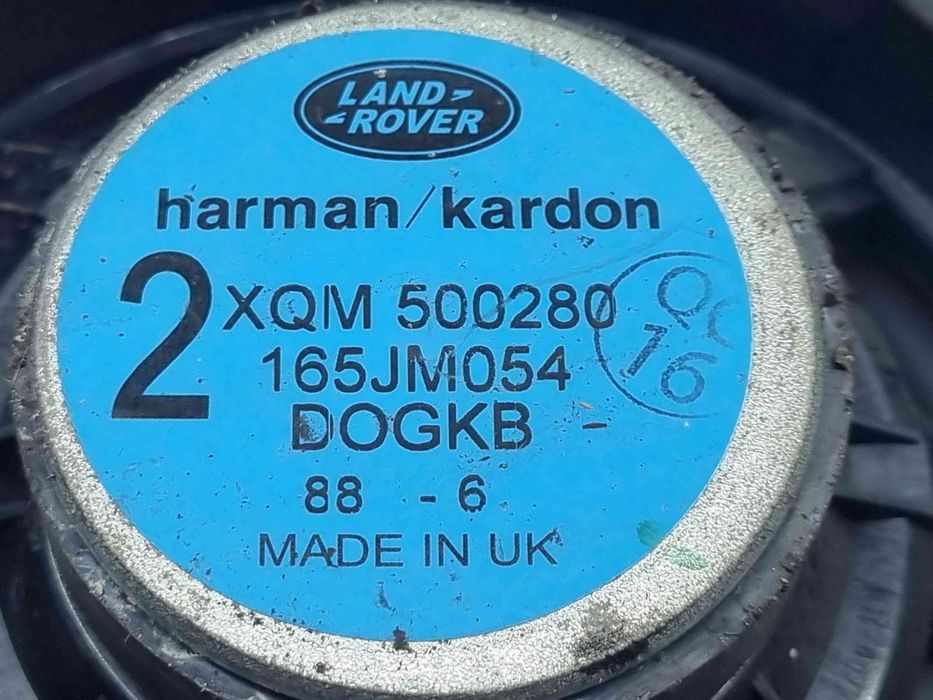 LAND
ROVER
harman/kardon
2
XQM 500280
165JM054
DOGKB -
88 - 6
MADE IN UK
16